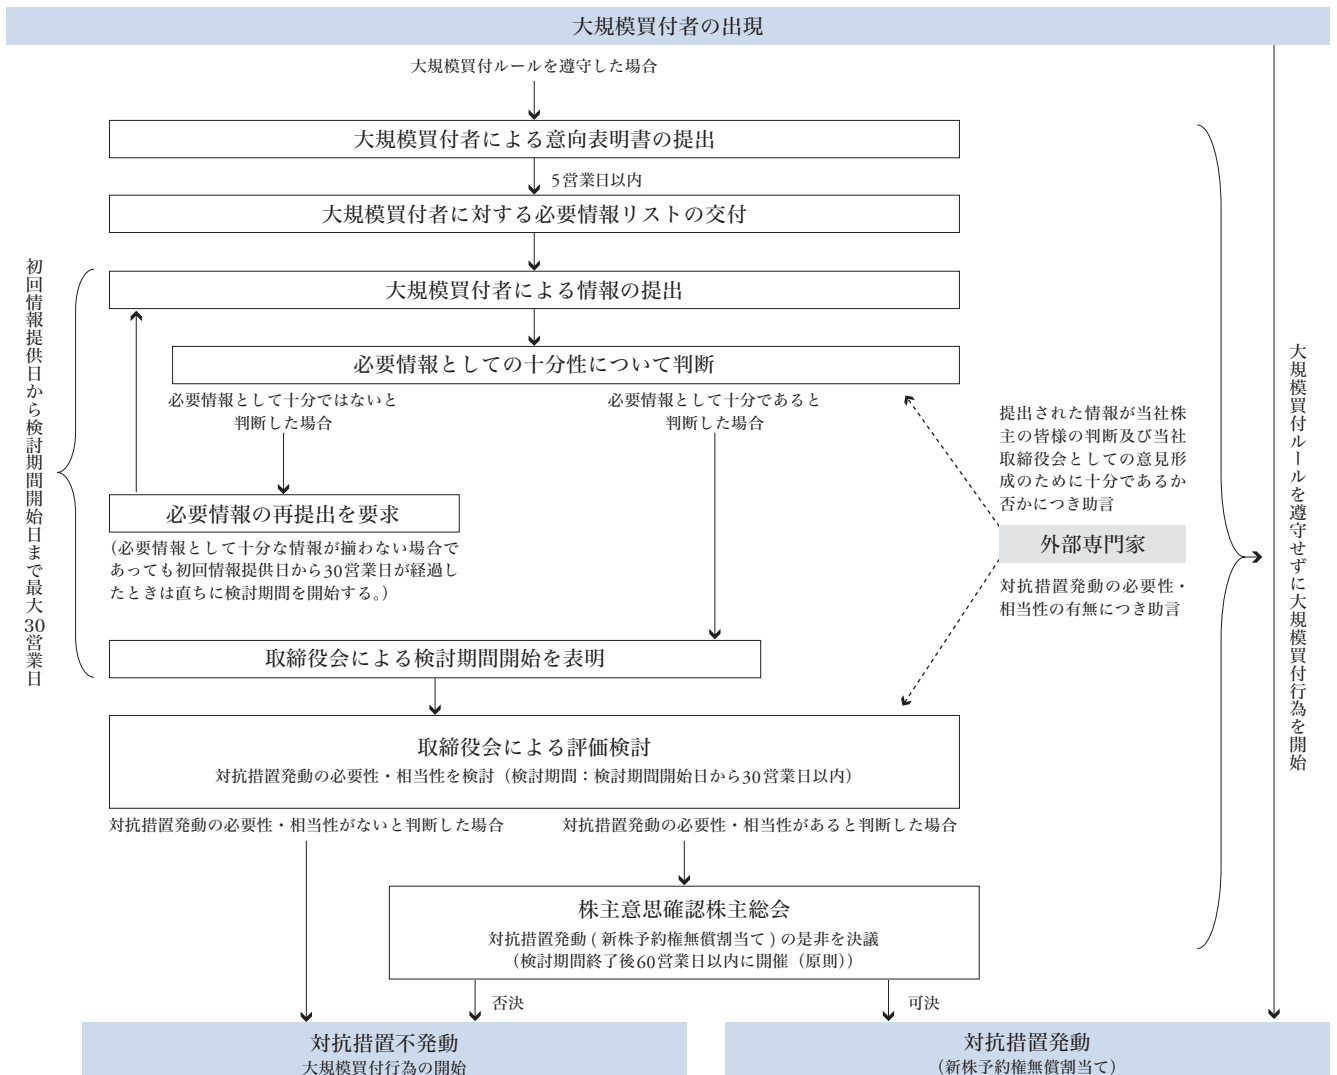 大規模買付者の出現
大規模買付ルールを遵守した場合
大規模買付者による意向表明書の提出
5営業日以内
大規模買付者に対する必要情報リストの交付
初回情報提供日から検討期間開始日まで最大30営業日
大規模買付者による情報の提出
必要情報としての十分性について判断
必要情報として十分ではないと
判断した場合
必要情報として十分であると
判断した場合
必要情報の再提出を要求
(必要情報として十分な情報が揃わない場合で
あっても初回情報提供日から30営業日が経過し
たときは直ちに検討期間を開始する。)
提出された情報が当社株
主の皆様の判断及び当社
取締役会としての意見形
成のために十分であるか
否かにつき助言
外部専門家
対抗措置発動の必要性・
相当性の有無につき助言
大規模買付ルールを遵守せずに大規模買付行為を開始
取締役会による検討期間開始を表明
取締役会による評価検討
対抗措置発動の必要性・相当性を検討（検討期間：検討期間開始日から30営業日以内）
対抗措置発動の必要性・相当性がないと判断した場合
対抗措置発動の必要性・相当性があると判断した場合
株主意思確認株主総会
対抗措置発動 ( 新株予約権無償割当て ) の是非を決議
（検討期間終了後60営業日以内に開催（原則））
否決
可決
対抗措置不発動
大規模買付行為の開始
対抗措置発動
（新株予約権無償割当て）